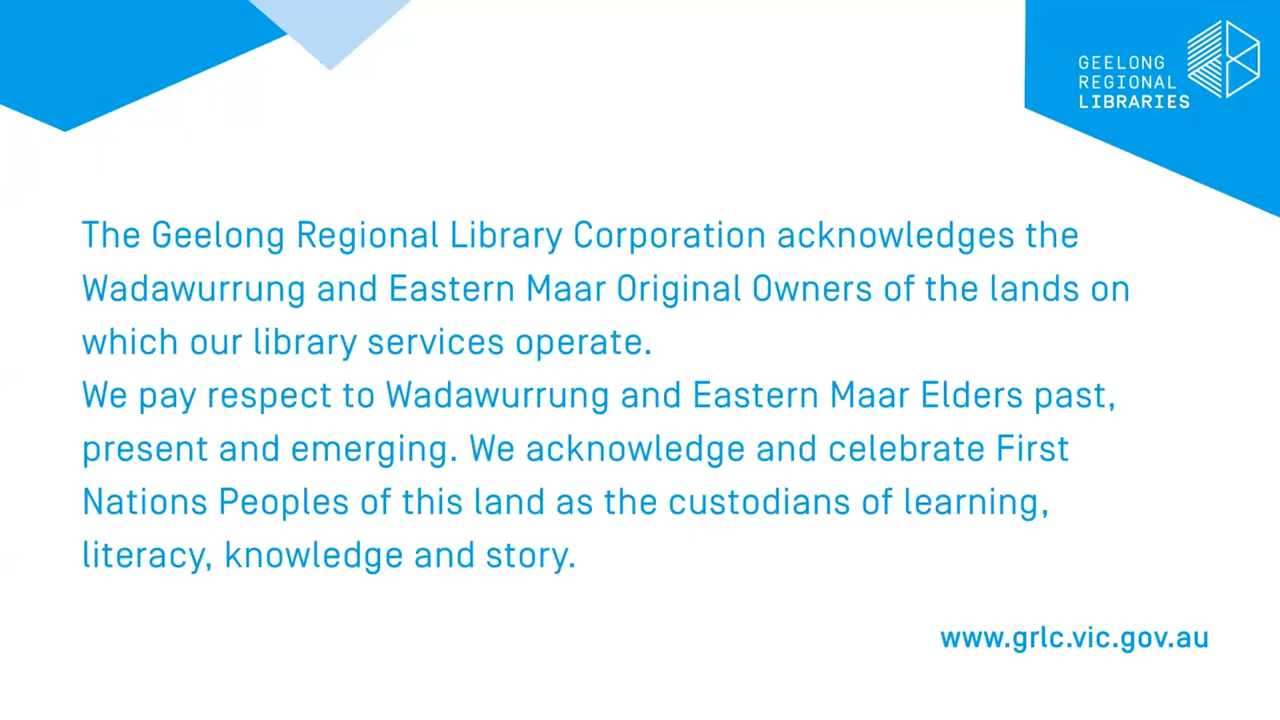 GEELONG
REGIONAL
LIBRARIES
The Geelong Regional Library Corporation acknowledges the
Wadawurrung and Eastern Maar Original Owners of the lands on
which our library services operate.
We pay respect to Wadawurrung and Eastern Maar Elders past,
present and emerging. We acknowledge and celebrate First
Nations Peoples of this land as the custodians of learning,
literacy, knowledge and story.
www.grlc.vic.gov.au